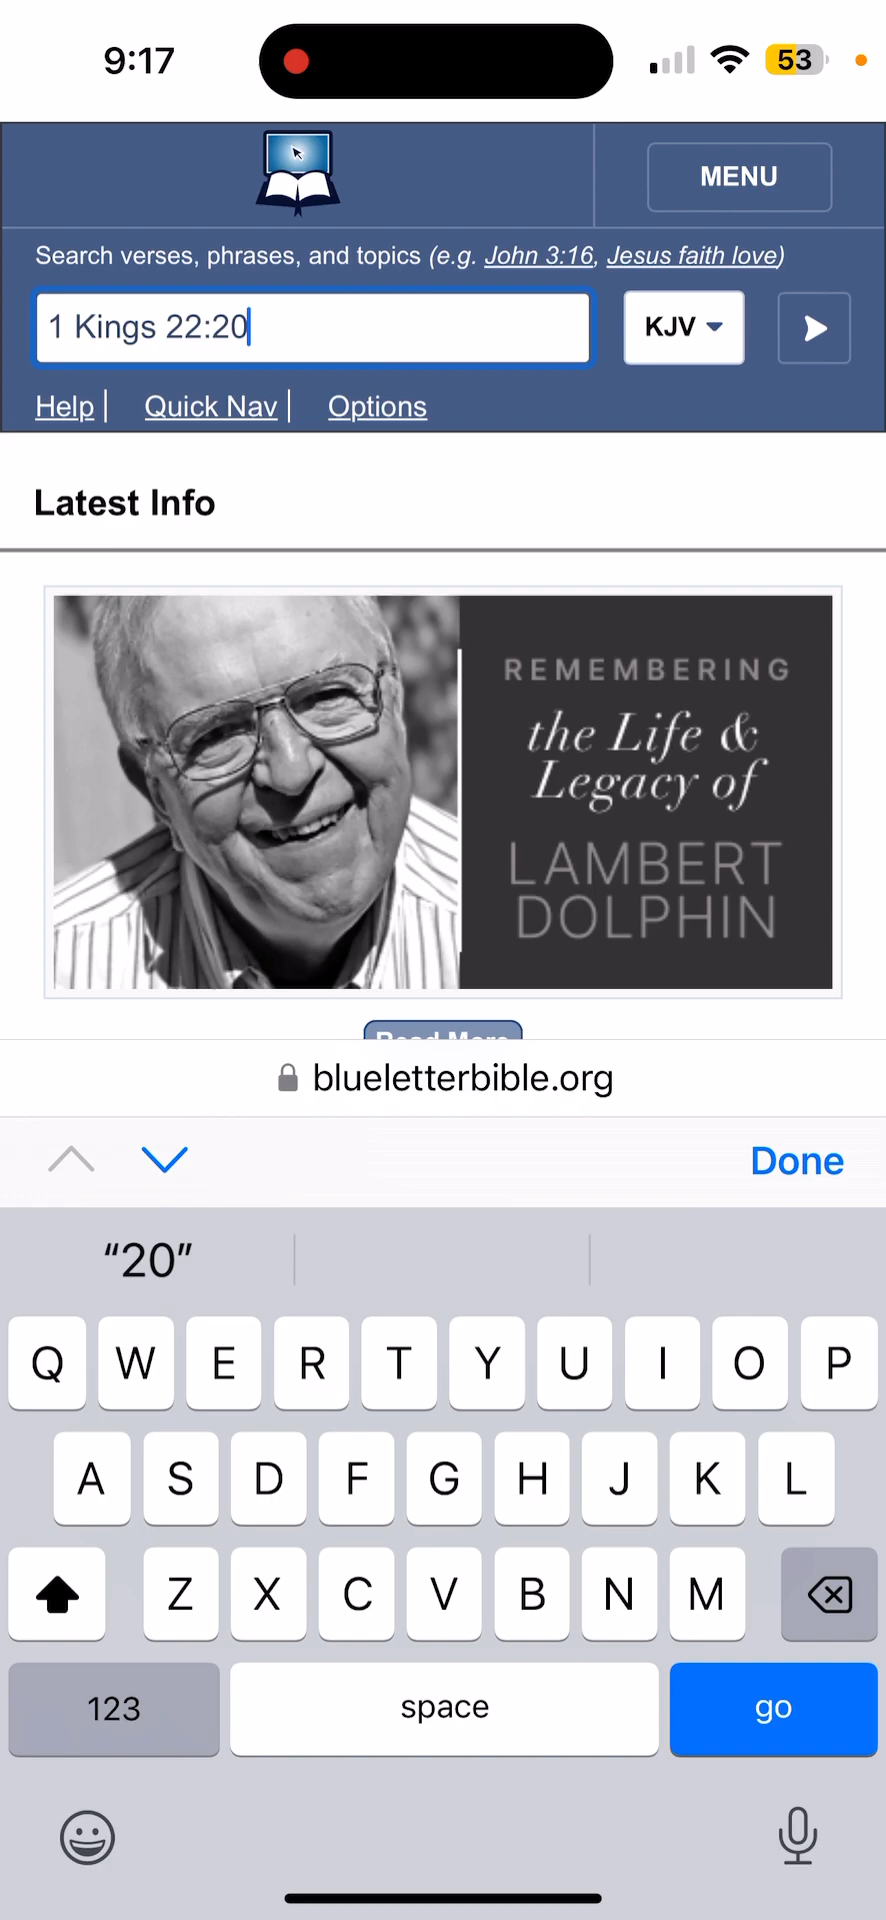 9:17
53
MENU
Search verses, phrases, and topics (e.g. John 3:16, Jesus faith love)
1 Kings 22:20
KJV
Help | Quick Nav | Options
Latest Info
REMEMBERING
the Life &
Legacy of
LAMBERT
DOLPHIN
Read More
blueletterbible.org
Done
“20”
Q W E R T Y U I O P
A S D F G H J K L
Z X C V B N M
123 space go